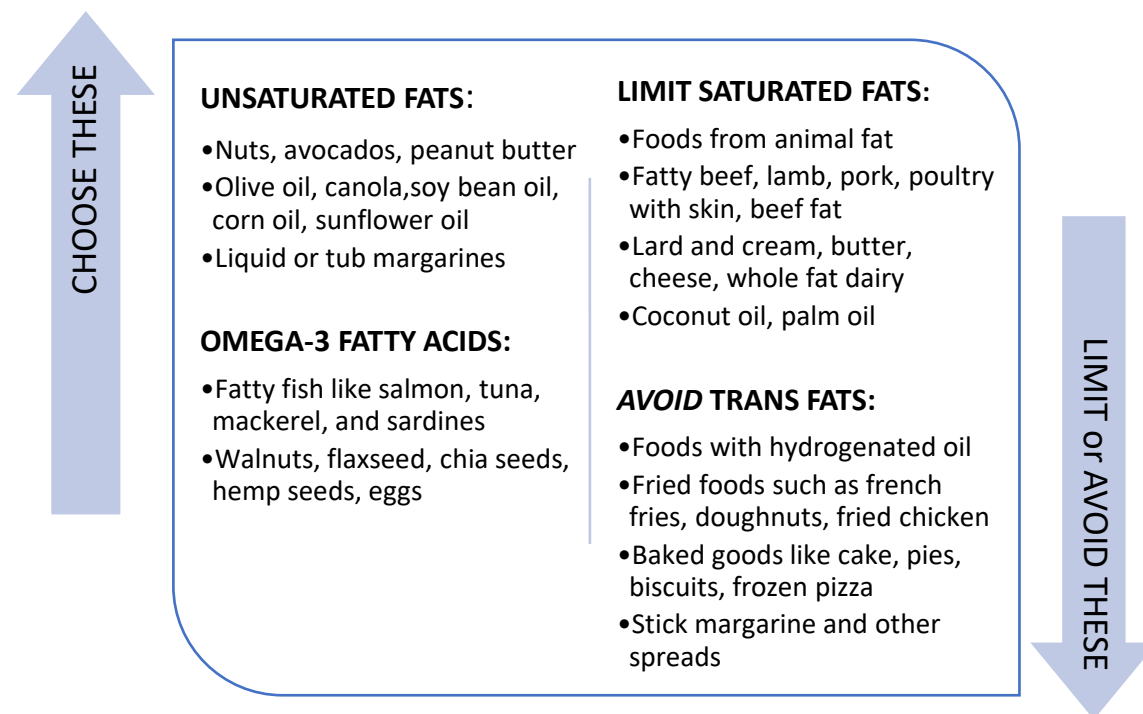 CHOOSE THESE
UNSATURATED FATS:
•Nuts, avocados, peanut butter
•Olive oil, canola,soy bean oil,
corn oil, sunflower oil
•Liquid or tub margarines
OMEGA-3 FATTY ACIDS:
•Fatty fish like salmon, tuna,
mackerel, and sardines
•Walnuts, flaxseed, chia seeds,
hemp seeds, eggs
LIMIT SATURATED FATS:
•Foods from animal fat
•Fatty beef, lamb, pork, poultry
with skin, beef fat
•Lard and cream, butter,
cheese, whole fat dairy
•Coconut oil, palm oil
AVOID TRANS FATS:
•Foods with hydrogenated oil
•Fried foods such as french
fries, doughnuts, fried chicken
•Baked goods like cake, pies,
biscuits, frozen pizza
•Stick margarine and other
spreads
LIMIT or AVOID THESE